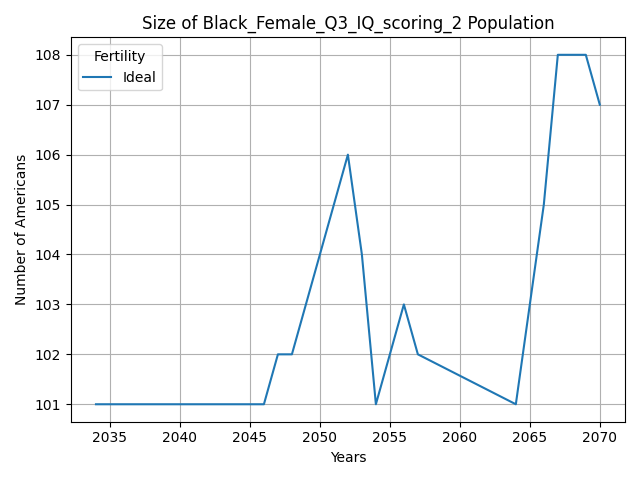 Size of Black_Female_Q3_IQ_scoring_2 Population
Fertility
Ideal
Number of Americans
108
107
106
105
104
103
102
101
2035 2040 2045 2050 2055 2060 2065 2070
Years